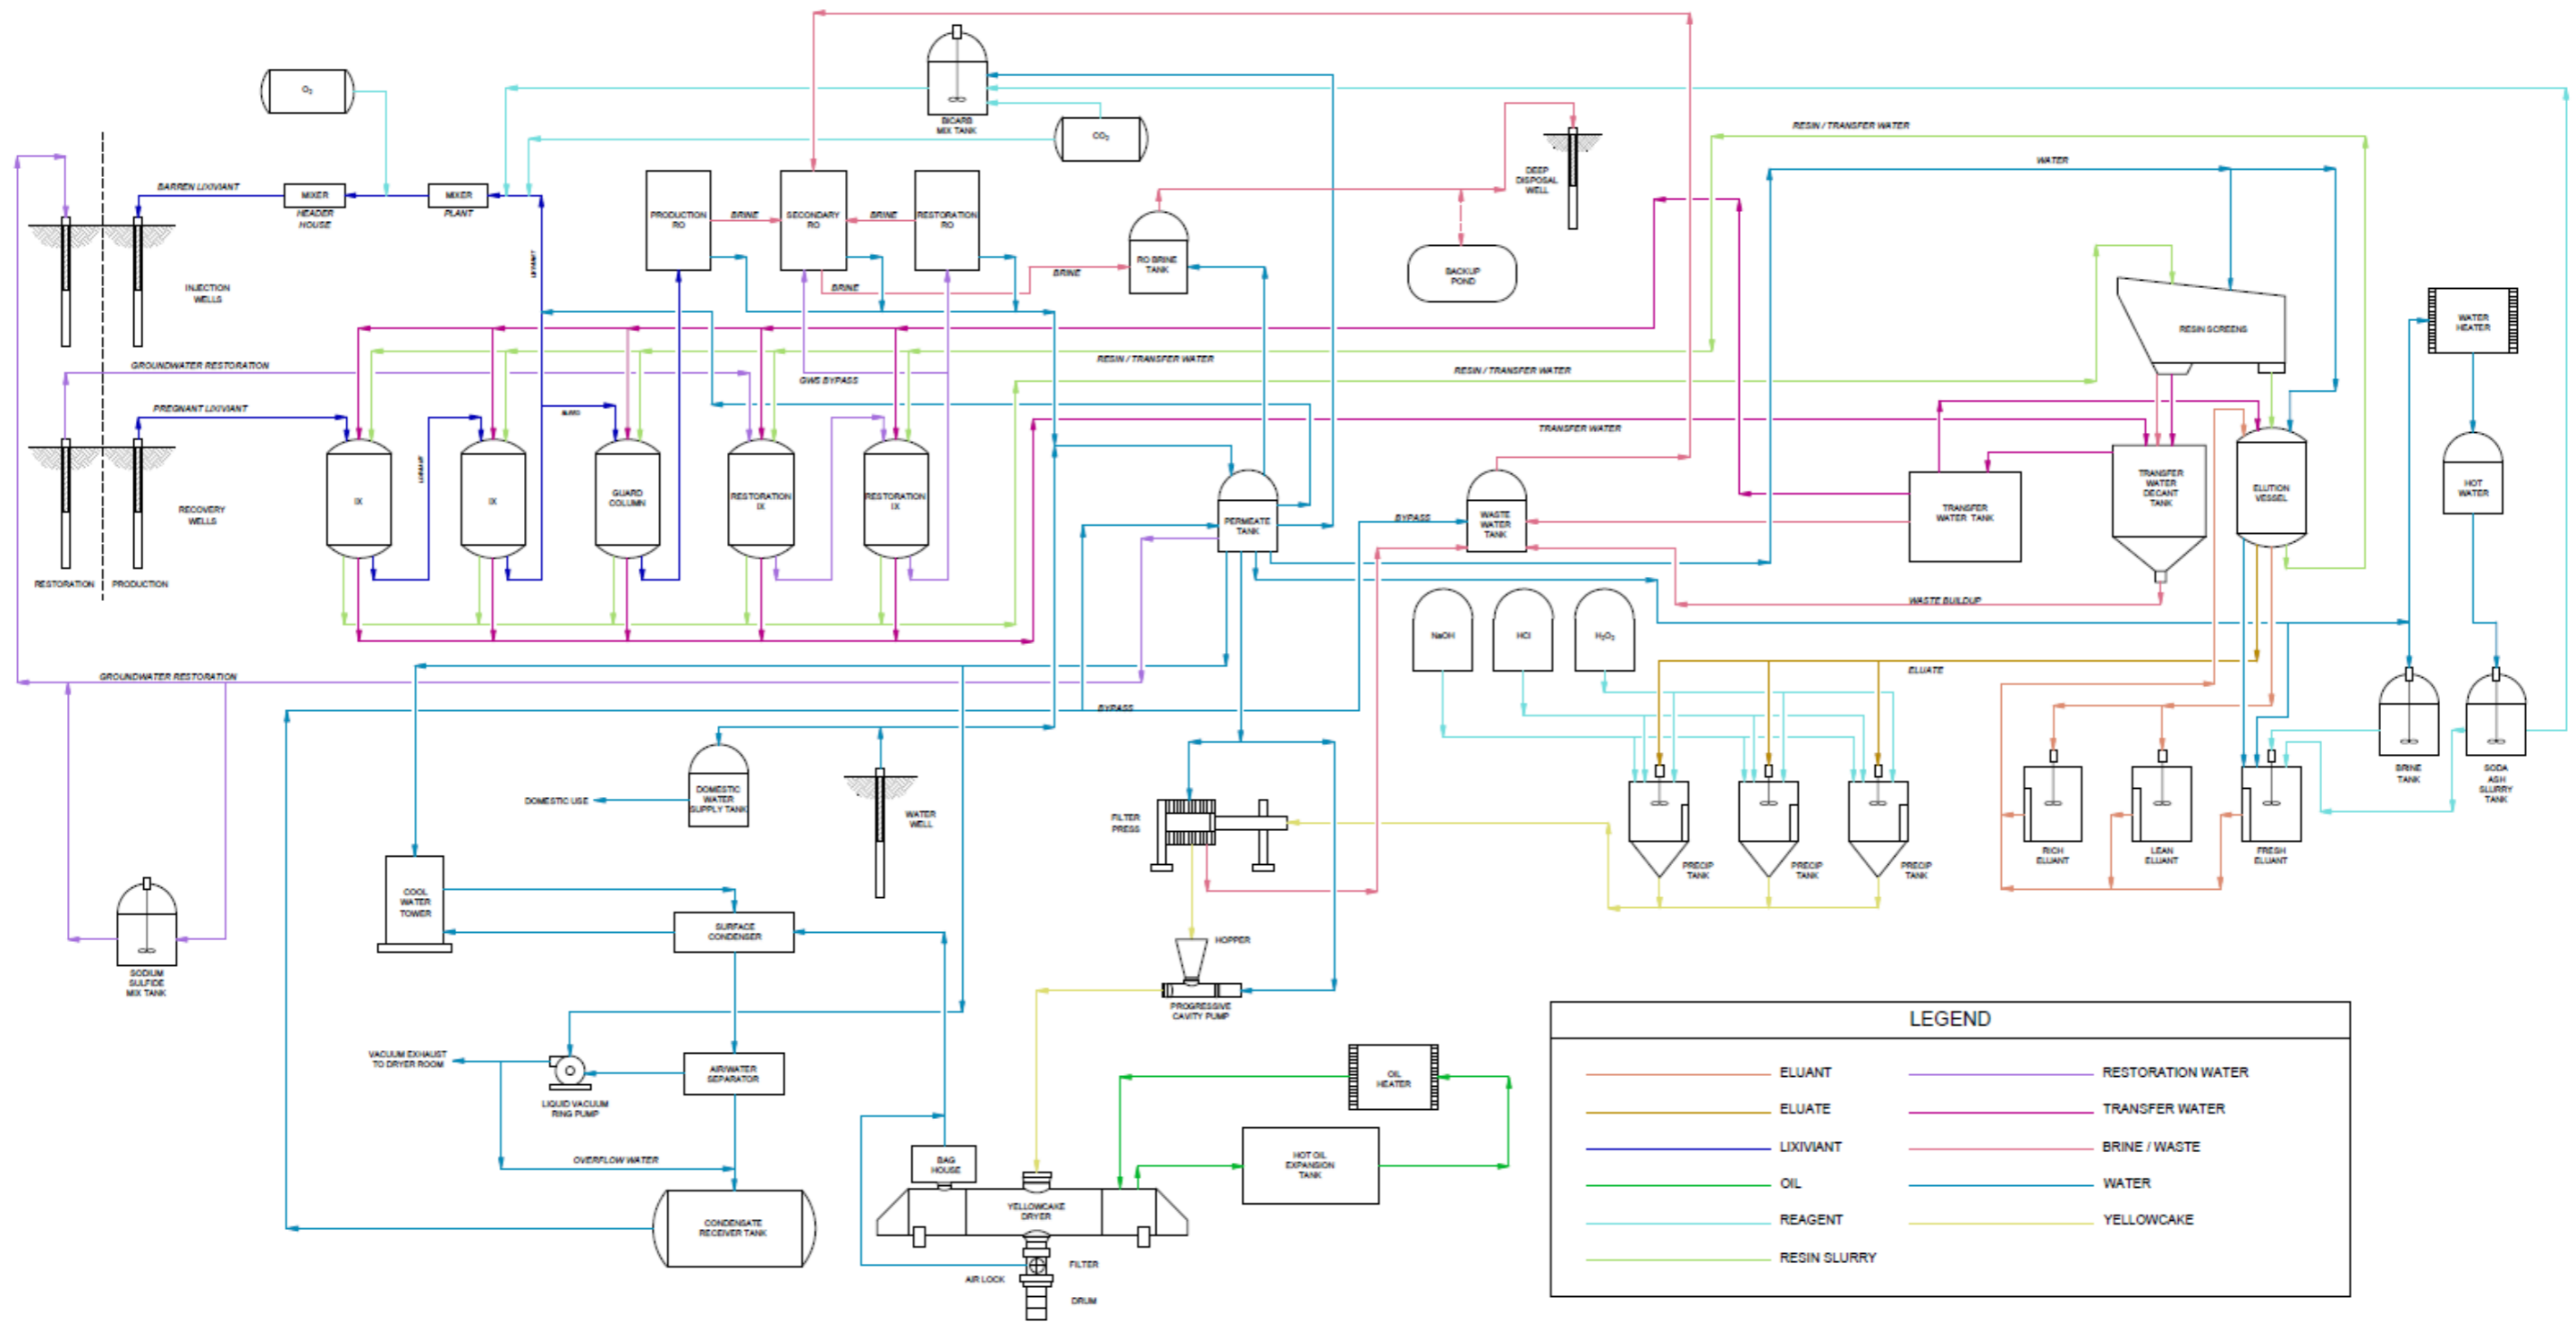 RESIN / TRANSFER WATER
O2
BICARB
MIX TANK
CO2
WATER
BARREN LIXIVIANT
MIXER
HEADER
HOUSE
MIXER
PLANT
DEEP
DISPOSAL
WELL
PRODUCTION
RO
BRINE
SECONDARY
RO
BRINE
RESTORATION
RO
RO BRINE
TANK
BRINE
BRINE
BACKUP
POND
LIXIVIANT
INJECTION
WELLS
RESIN SCREENS
WATER
HEATER
GROUNDWATER RESTORATION
RESIN / TRANSFER WATER
RESIN / TRANSFER WATER
GWS BYPASS
PREGNANT LIXIVIANT
BLEED
TRANSFER WATER
LIXIVIANT
IX
IX
GUARD
COLUMN
RESTORATION
IX
RESTORATION
IX
RECOVERY
WELLS
PERMEATE
TANK
BYPASS
WASTE
WATER
TANK
TRANSFER
WATER TANK
TRANSFER
WATER
DECANT
TANK
ELUTION
VESSEL
HOT
WATER
RESTORATION
PRODUCTION
WASTE BUILDUP
NaOH
HCl
H2O2
GROUNDWATER RESTORATION
ELUATE
BYPASS
DOMESTIC USE
DOMESTIC
WATER
SUPPLY TANK
WATER
WELL
FILTER
PRESS
BRINE
TANK
SODA
ASH
SLURRY
TANK
PRECIP
TANK
PRECIP
TANK
PRECIP
TANK
RICH
ELUANT
LEAN
ELUANT
FRESH
ELUANT
COOL
WATER
TOWER
SURFACE
CONDENSER
HOPPER
SODIUM
SULFIDE
MIX TANK
PROGRESSIVE
CAVITY PUMP
VACUUM EXHAUST
TO DRYER ROOM
AIR/WATER
SEPARATOR
LIQUID VACUUM
RING PUMP
OIL
HEATER
OVERFLOW WATER
BAG
HOUSE
HOT OIL
EXPANSION
TANK
YELLOWCAKE
DRYER
CONDENSATE
RECEIVER TANK
FILTER
AIR LOCK
DRUM
LEGEND
ELUANT
RESTORATION WATER
ELUATE
TRANSFER WATER
LIXIVIANT
BRINE / WASTE
OIL
WATER
REAGENT
YELLOWCAKE
RESIN SLURRY